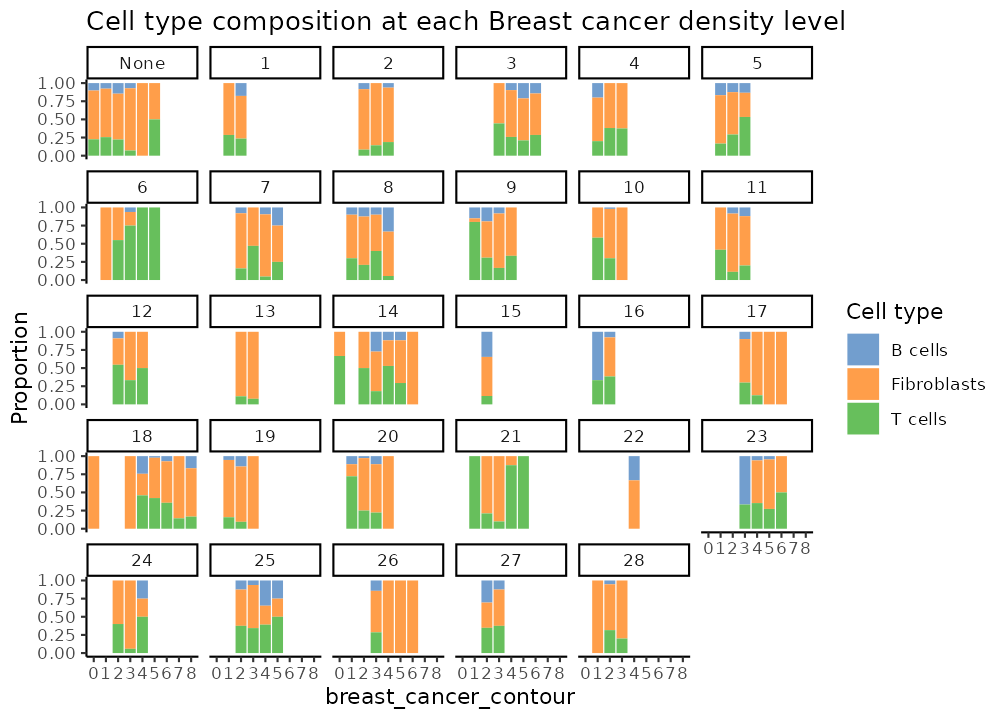 Cell type composition at each Breast cancer density level
None 1 2 3 4 5
1.00
0.75
0.50
0.25
0.00
6 7 8 9 10 11
1.00
0.75
0.50
0.25
0.00
12 13 14 15 16 17
1.00
0.75
0.50
0.25
0.00
18 19 20 21 22 23
1.00
0.75
0.50
0.25
0.00
012345678
24 25 26 27 28
1.00
0.75
0.50
0.25
0.00
012345678 012345678 012345678 012345678 012345678
breast_cancer_contour
Proportion
Cell type
B cells
Fibroblasts
T cells